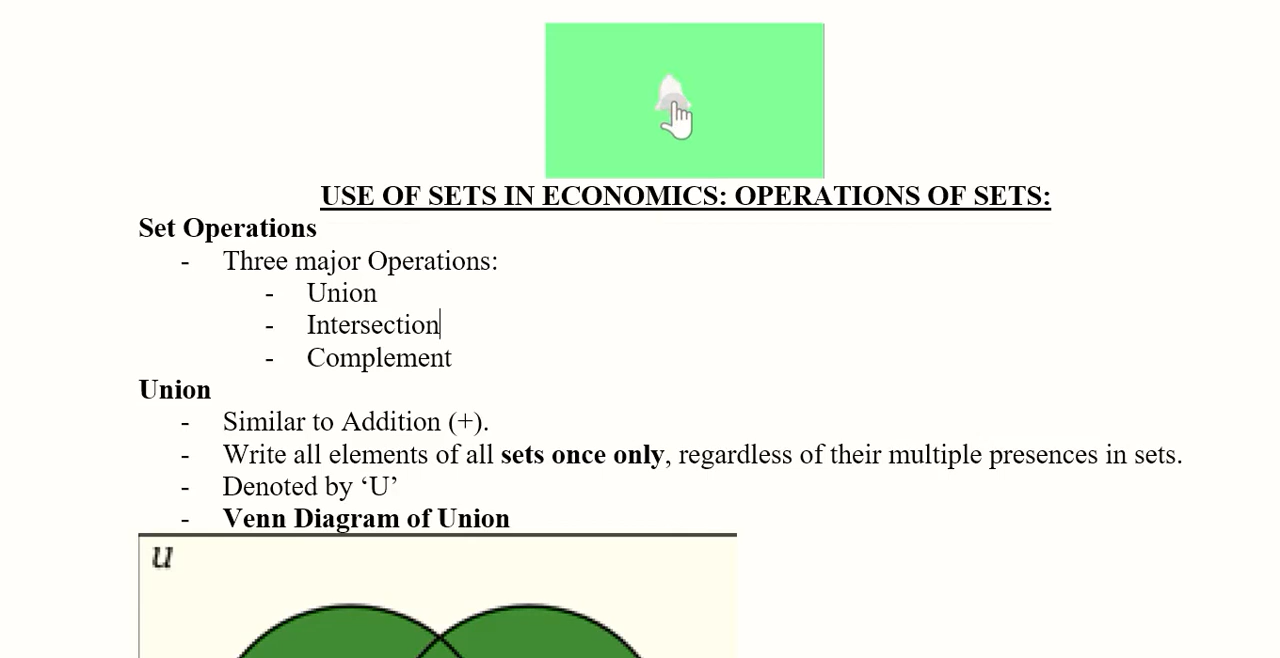 USE OF SETS IN ECONOMICS: OPERATIONS OF SETS:
Set Operations
- Three major Operations:
- Union
- Intersection
- Complement
Union
- Similar to Addition (+).
- Write all elements of all sets once only, regardless of their multiple presences in sets.
- Denoted by ‘U’
- Venn Diagram of Union
u